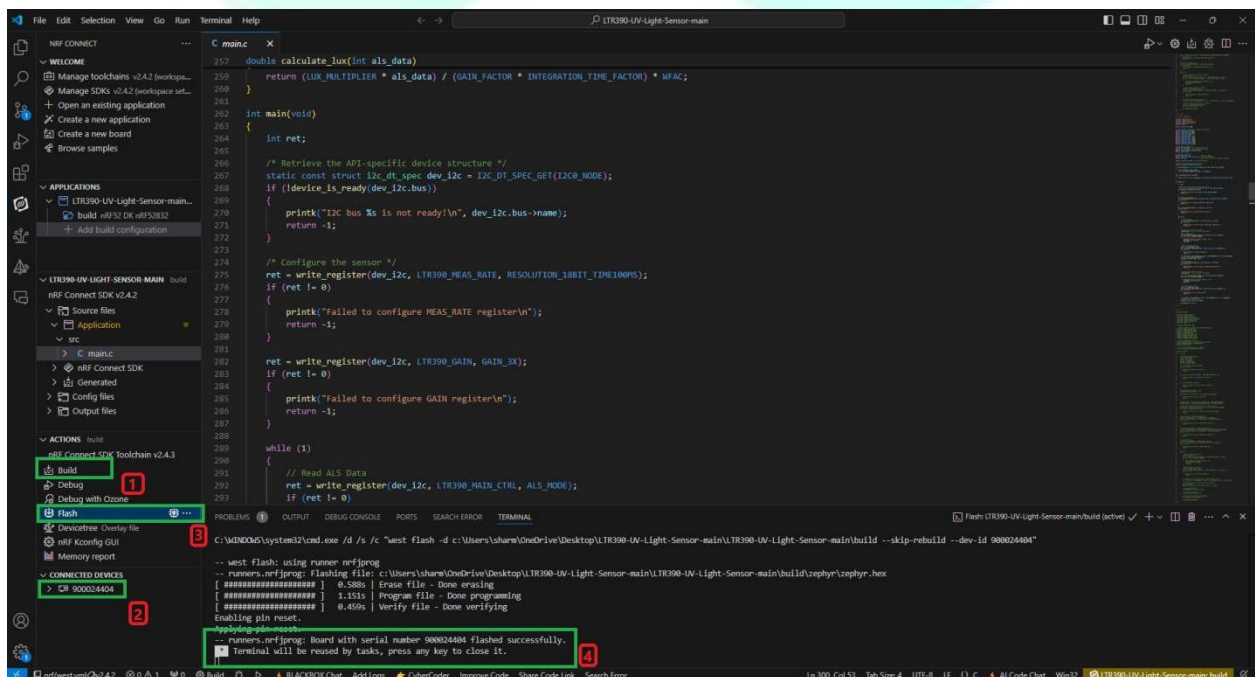 File Edit Selection View Go Run Terminal Help
LTR390-UV-Light-Sensor-main
NRF CONNECT
WELCOME
Manage toolchains v2.4.2 (workspa...
Manage SDKs v2.4.2 (workspace set...
Open an existing application
Create a new application
Create a new board
Browse samples
APPLICATIONS
LTR390-UV-Light-Sensor-main...
build nRF52 DK nRF52832
Add build configuration
LTR390-UV-LIGHT-SENSOR-MAIN build
nRF Connect SDK v2.4.2
Source files
Application
src
C main.c
nRF Connect SDK
Generated
Config files
Output files
ACTIONS build
nRF Connect SDK Toolchain v2.4.3
Build
1
Debug
Debug with Ozone
Flash
3
Devicetree Overlay file
nRF Kconfig GUI
Memory report
CONNECTED DEVICES
900024404
2
C main.c X
257 double calculate_lux(int als_data)
259 return (LUX_MULTIPLIER * als_data) / (GAIN_FACTOR * INTEGRATION_TIME_FACTOR) * WFAC;
260 }
261
262 int main(void)
263 {
264 int ret;
265
266 /* Retrieve the API-specific device structure */
267 static const struct i2c_dt_spec dev_i2c = I2C_DT_SPEC_GET(I2C0_NODE);
268 if (!device_is_ready(dev_i2c.bus))
269 {
270 printk("I2C bus %s is not ready!\n", dev_i2c.bus->name);
271 return -1;
272 }
273
274 /* Configure the sensor */
275 ret = write_register(dev_i2c, LTR390_MEAS_RATE, RESOLUTION_18BIT_TIME100MS);
276 if (ret != 0)
277 {
278 printk("Failed to configure MEAS_RATE register\n");
279 return -1;
280 }
281
282 ret = write_register(dev_i2c, LTR390_GAIN, GAIN_3X);
283 if (ret != 0)
284 {
285 printk("Failed to configure GAIN register\n");
286 return -1;
287 }
288
289 while (1)
290 {
291 // Read ALS Data
292 ret = write_register(dev_i2c, LTR390_MAIN_CTRL, ALS_MODE);
293 if (ret != 0)
PROBLEMS 1 OUTPUT DEBUG CONSOLE PORTS SEARCH ERROR TERMINAL
Flash: LTR390-UV-Light-Sensor-main/build (active)
C:\WINDOWS\system32\cmd.exe /d /s /c "west flash -d c:\Users\sharm\OneDrive\Desktop\LTR390-UV-Light-Sensor-main\LTR390-UV-Light-Sensor-main\build --skip-rebuild --dev-id 900024404"
-- west flash: using runner nrfjprog
-- runners.nrfjprog: Flashing file: c:\Users\sharm\OneDrive\Desktop\LTR390-UV-Light-Sensor-main\LTR390-UV-Light-Sensor-main\build\zephyr\zephyr.hex
[ #################### ] 0.588s | Erase file - Done erasing
[ #################### ] 1.151s | Program file - Done programming
[ #################### ] 0.459s | Verify file - Done verifying
Enabling pin reset.
Applying pin reset.
-- runners.nrfjprog: Board with serial number 900024404 flashed successfully.
* Terminal will be reused by tasks, press any key to close it.
4
nrf/west.yml v2.4.2 0 1 0 Build BLACKBOX Chat Add Logs CyberCoder Improve Code Share Code Link Search Error
Ln 300, Col 53 Tab Size: 4 UTF-8 LF {} C AI Code Chat Win32 LTR390-UV-Light-Sensor-main: build